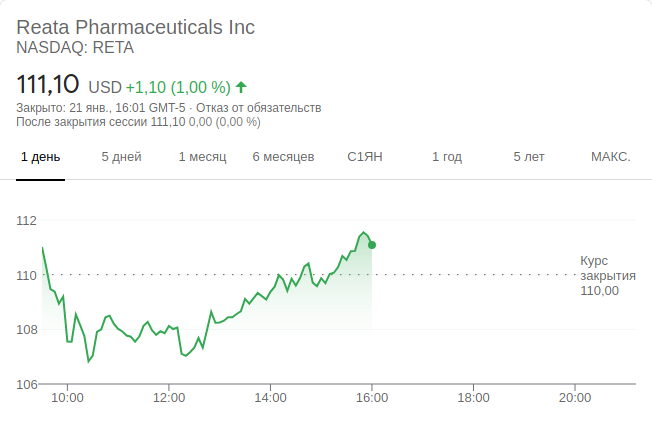 Reata Pharmaceuticals Inc
NASDAQ: RETA
111,10 USD +1,10 (1,00 %)
Закрыто: 21 янв., 16:01 GMT-5 · Отказ от обязательств
После закрытия сессии 111,10 0,00 (0,00 %)
1 день 5 дней 1 месяц 6 месяцев С1ЯН 1 год 5 лет МАКС.
112
110
108
106
Курс
закрытия
110,00
10:00 12:00 14:00 16:00 18:00 20:00